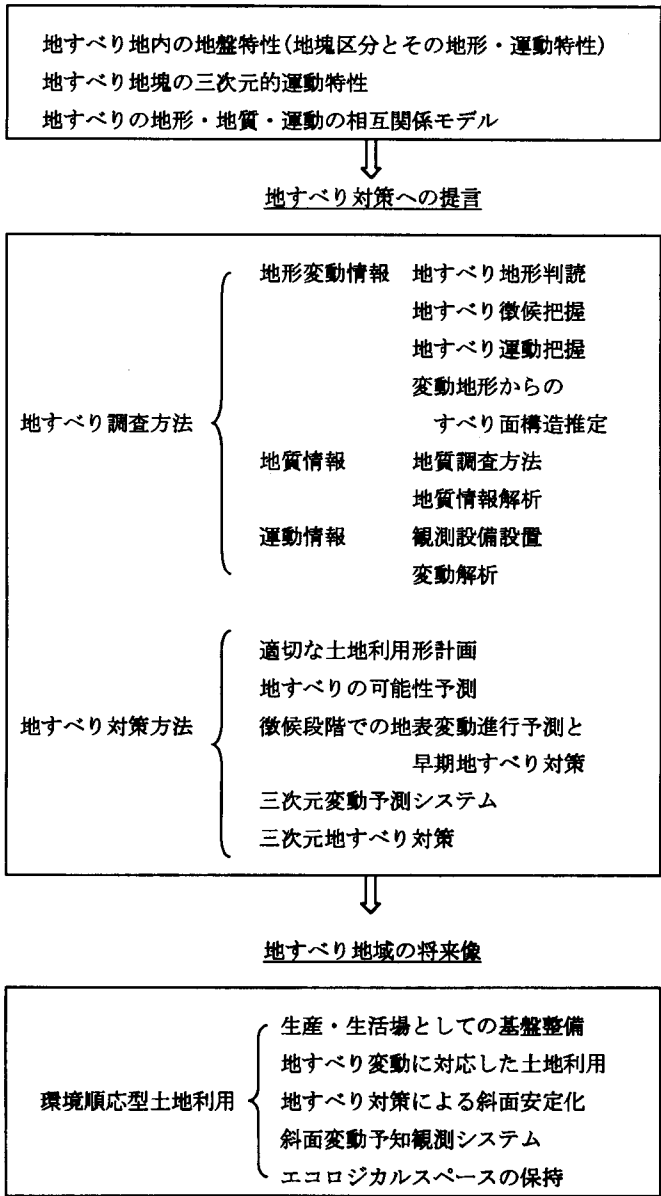 地すべり地内の地盤特性(地塊区分とその地形・運動特性)
地すべり地塊の三次元的運動特性
地すべりの地形・地質・運動の相互関係モデル
地すべり対策への提言
地すべり調査方法
地形変動情報 地すべり地形判読
地すべり徴候把握
地すべり運動把握
変動地形からの
すべり面構造推定
地質情報 地質調査方法
地質情報解析
運動情報 観測設備設置
変動解析
地すべり対策方法
適切な土地利用形計画
地すべりの可能性予測
徴候段階での地表変動進行予測と
早期地すべり対策
三次元変動予測システム
三次元地すべり対策
地すべり地域の将来像
環境順応型土地利用
生産・生活場としての基盤整備
地すべり変動に対応した土地利用
地すべり対策による斜面安定化
斜面変動予知観測システム
エコロジカルスペースの保持